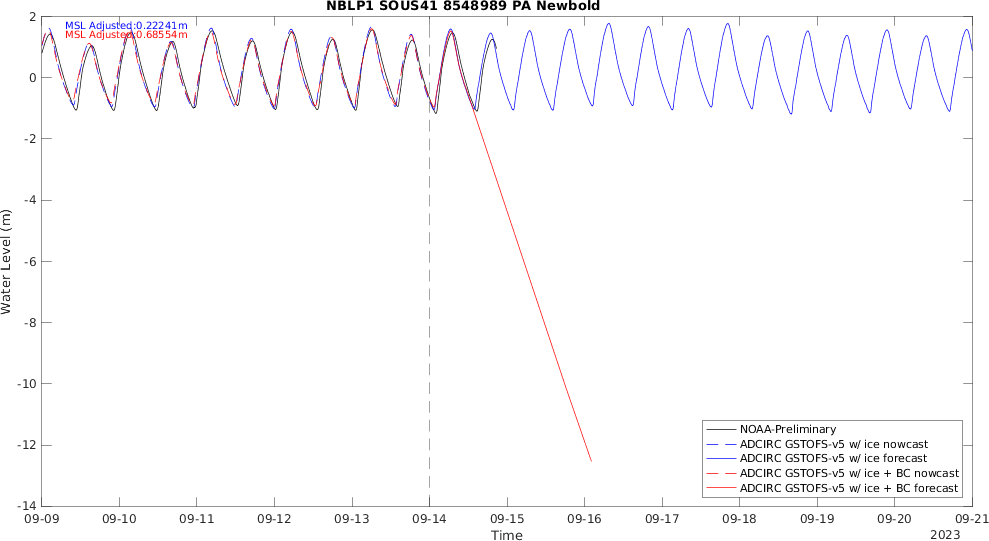 NBLP1 SOUS41 8548989 PA Newbold
MSL Adjusted:0.22241m
MSL Adjusted:0.68554m
2
0
-2
-4
-6
-8
-10
-12
-14
Water Level (m)
NOAA-Preliminary
ADCIRC GSTOFS-v5 w/ ice nowcast
ADCIRC GSTOFS-v5 w/ ice forecast
ADCIRC GSTOFS-v5 w/ ice + BC nowcast
ADCIRC GSTOFS-v5 w/ ice + BC forecast
09-09 09-10 09-11 09-12 09-13 09-14 09-15 09-16 09-17 09-18 09-19 09-20 09-21
Time
2023